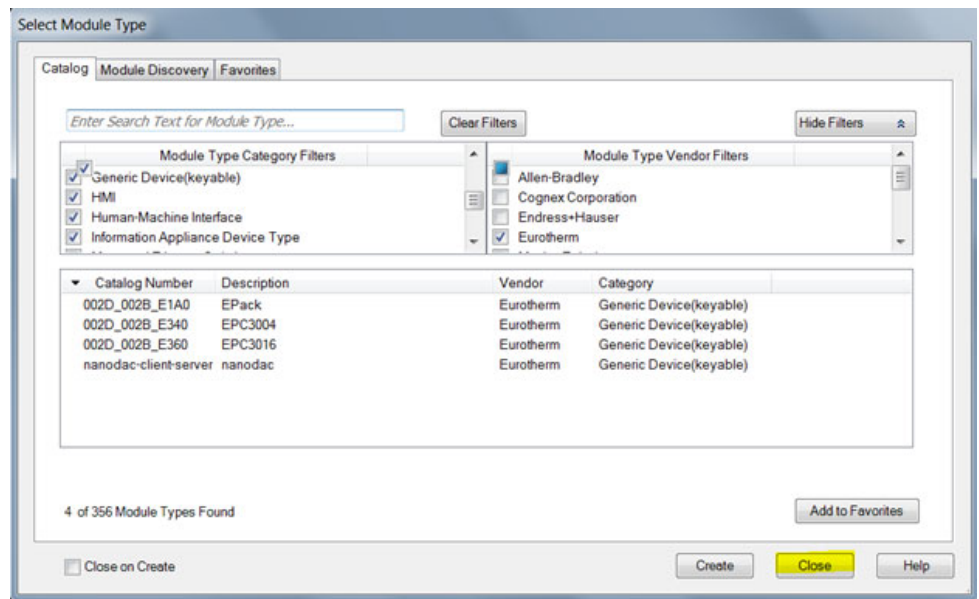 Select Module Type
Catalog Module Discovery Favorites
Enter Search Text for Module Type... Clear Filters Hide Filters
Module Type Category Filters Module Type Vendor Filters
Generic Device(keyable) Allen-Bradley
HMI Cognex Corporation
Human-Machine Interface Endress+Hauser
Information Appliance Device Type Eurotherm
Catalog Number Description Vendor Category
002D_002B_E1A0 EPack Eurotherm Generic Device(keyable)
002D_002B_E340 EPC3004 Eurotherm Generic Device(keyable)
002D_002B_E360 EPC3016 Eurotherm Generic Device(keyable)
nanodac-client-server nanodac Eurotherm Generic Device(keyable)
4 of 356 Module Types Found Add to Favorites
Close on Create Create Close Help